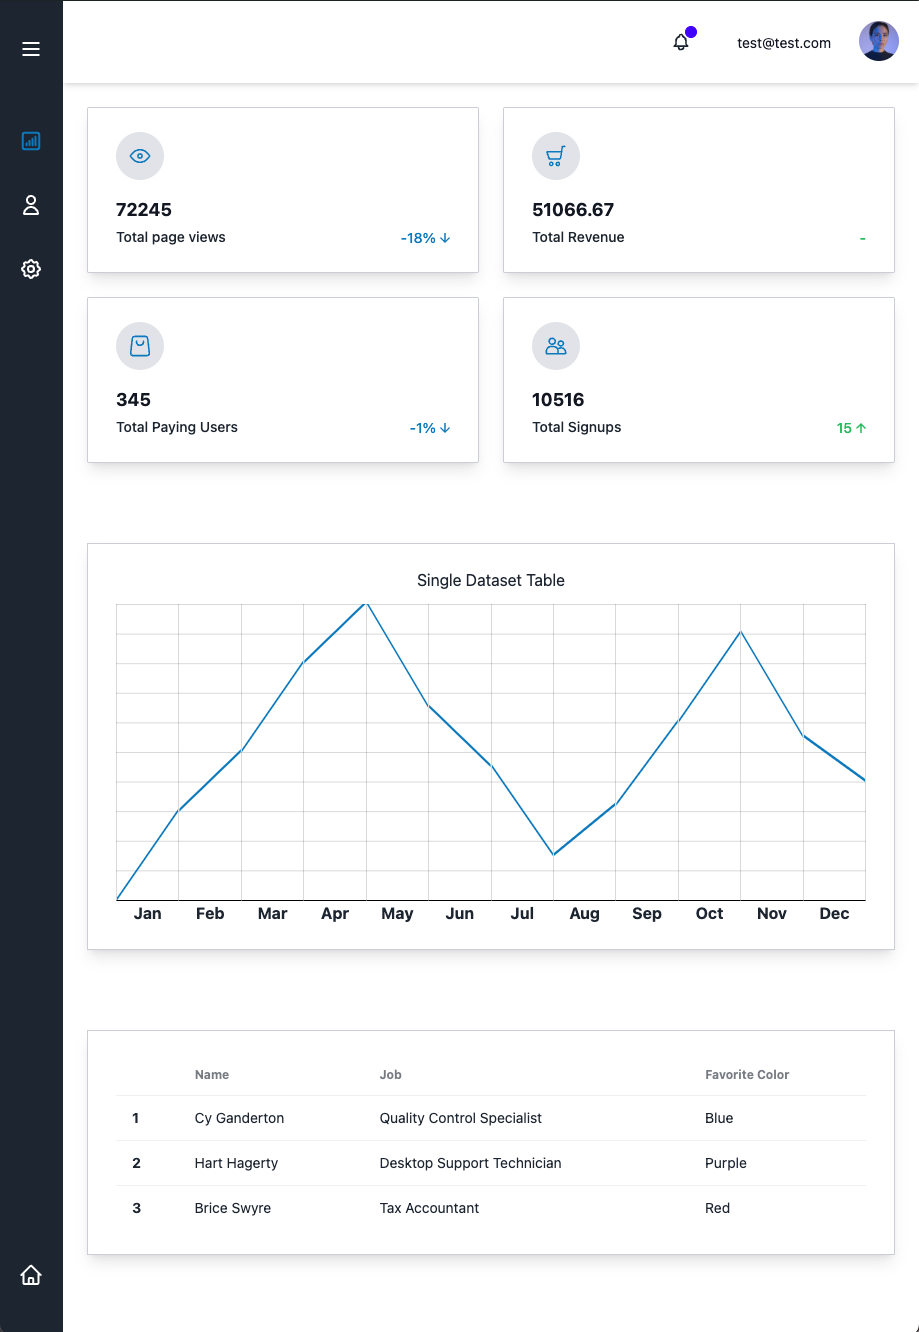 test@test.com
72245
Total page views
-18% ↓
51066.67
Total Revenue
-
345
Total Paying Users
-1% ↓
10516
Total Signups
15 ↑
Single Dataset Table
Jan Feb Mar Apr May Jun Jul Aug Sep Oct Nov Dec
Name Job Favorite Color
1 Cy Ganderton Quality Control Specialist Blue
2 Hart Hagerty Desktop Support Technician Purple
3 Brice Swyre Tax Accountant Red